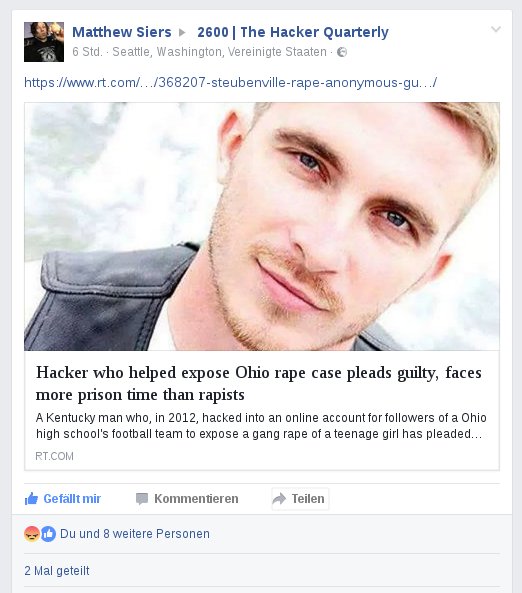 Matthew Siers ▸ 2600 | The Hacker Quarterly
6 Std. · Seattle, Washington, Vereinigte Staaten ·
https://www.rt.com/…/368207-steubenville-rape-anonymous-gu…/
Hacker who helped expose Ohio rape case pleads guilty, faces
more prison time than rapists
A Kentucky man who, in 2012, hacked into an online account for followers of a Ohio
high school's football team to expose a gang rape of a teenage girl has pleaded…
RT.COM
Gefällt mir Kommentieren Teilen
Du und 8 weitere Personen
2 Mal geteilt